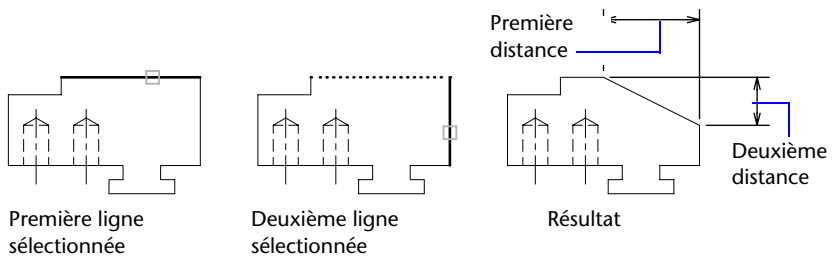 Première
distance
Deuxième
distance
Première ligne
sélectionnée
Deuxième ligne
sélectionnée
Résultat